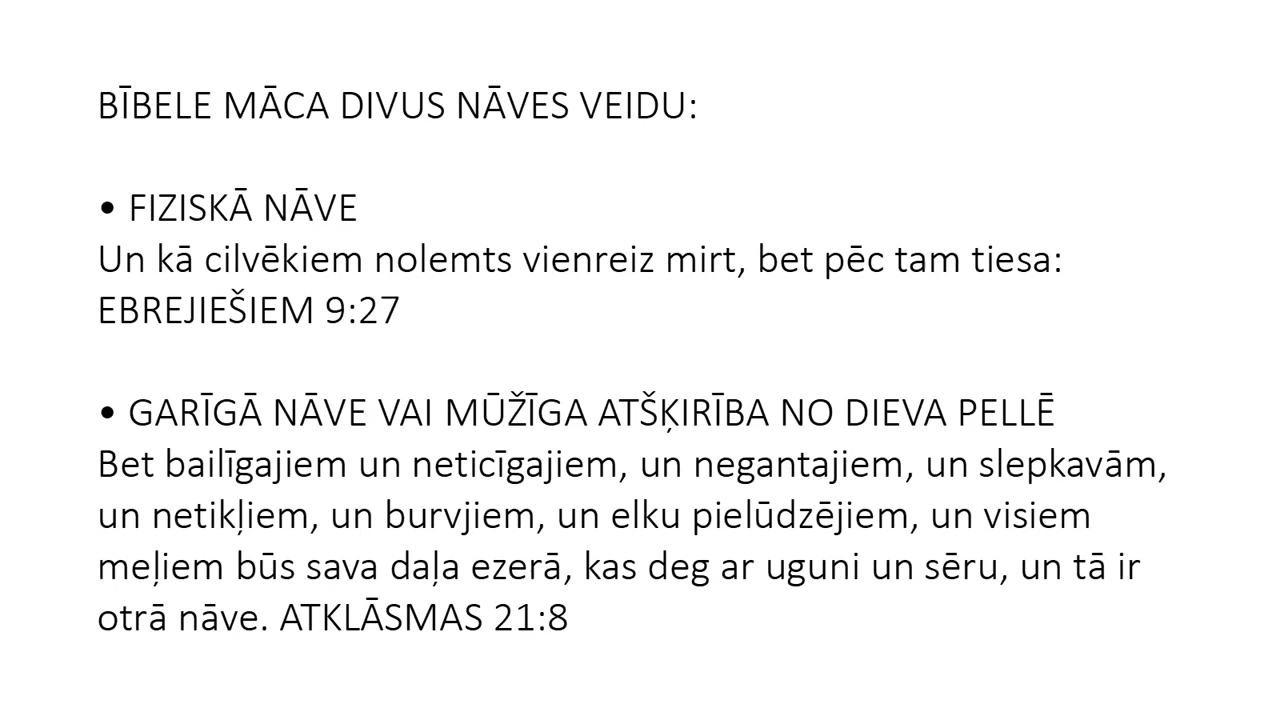 BĪBELE MĀCA DIVUS NĀVES VEIDU:
• FIZISKĀ NĀVE
Un kā cilvēkiem nolemts vienreiz mirt, bet pēc tam tiesa:
EBREJIEŠIEM 9:27
• GARĪGĀ NĀVE VAI MŪŽĪGA ATŠĶIRĪBA NO DIEVA PELLĒ
Bet bailīgajiem un neticīgajiem, un negantajiem, un slepkavām,
un netikļiem, un burvjiem, un elku pielūdzējiem, un visiem
meļiem būs sava daļa ezerā, kas deg ar uguni un sēru, un tā ir
otrā nāve. ATKLĀSMAS 21:8